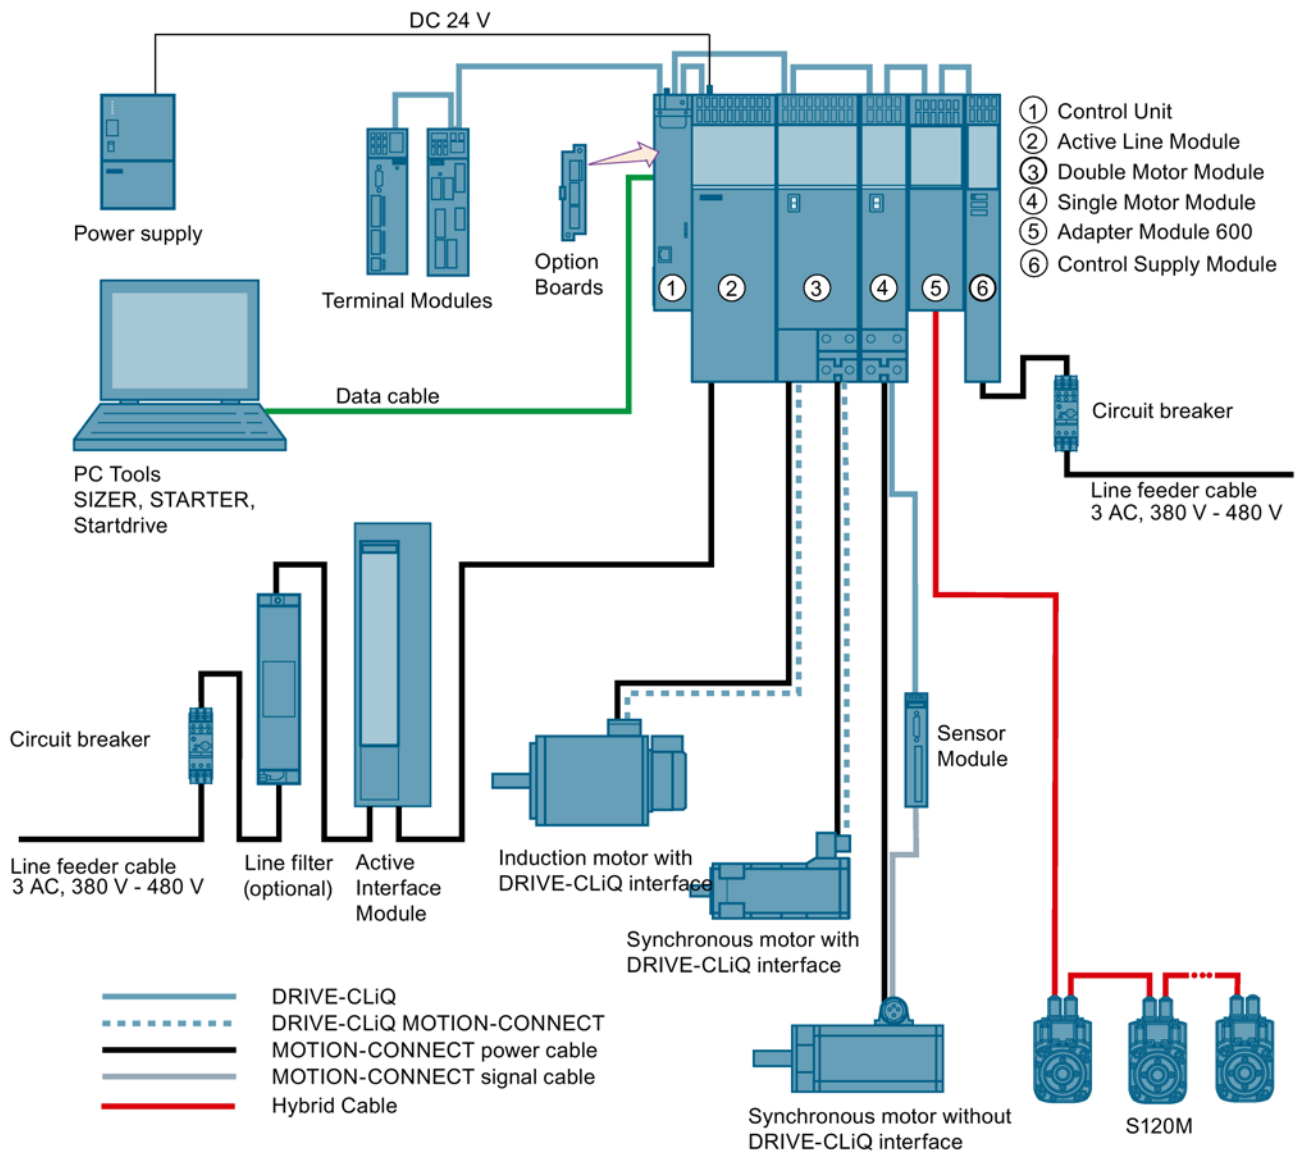 DC 24 V
① Control Unit
② Active Line Module
③ Double Motor Module
④ Single Motor Module
⑤ Adapter Module 600
⑥ Control Supply Module
Power supply
Terminal Modules
Option
Boards
① ② ③ ④ ⑤ ⑥
Data cable
Circuit breaker
PC Tools
SIZER, STARTER,
Startdrive
Line feeder cable
3 AC, 380 V - 480 V
Circuit breaker
Sensor
Module
Line feeder cable
3 AC, 380 V - 480 V
Line filter
(optional)
Active
Interface
Module
Induction motor with
DRIVE-CLiQ interface
Synchronous motor with
DRIVE-CLiQ interface
DRIVE-CLiQ
DRIVE-CLiQ MOTION-CONNECT
MOTION-CONNECT power cable
MOTION-CONNECT signal cable
Hybrid Cable
Synchronous motor without
DRIVE-CLiQ interface
S120M